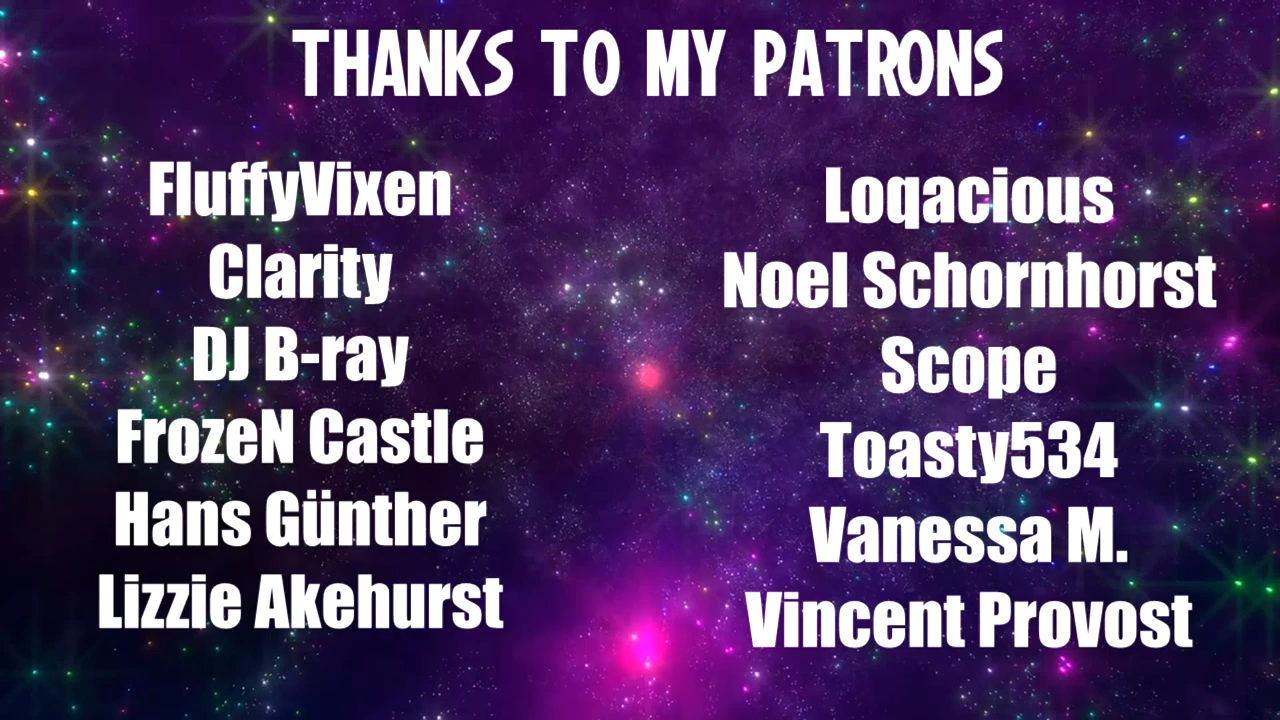 THANKS TO MY PATRONS
FluffyVixen
Clarity
DJ B-ray
FrozeN Castle
Hans Günther
Lizzie Akehurst
Loqacious
Noel Schornhorst
Scope
Toasty534
Vanessa M.
Vincent Provost